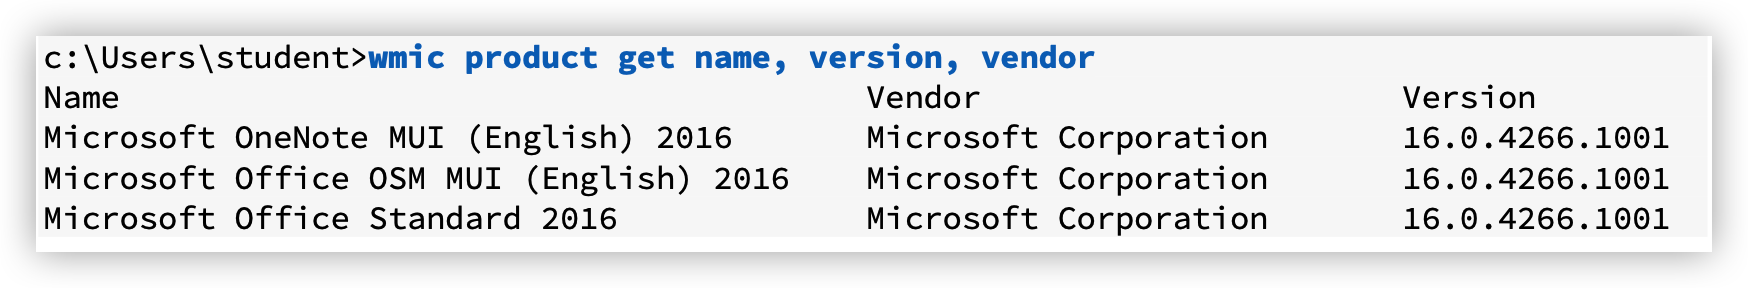 c:\Users\student>wmic product get name, version, vendor
Name Vendor Version
Microsoft OneNote MUI (English) 2016 Microsoft Corporation 16.0.4266.1001
Microsoft Office OSM MUI (English) 2016 Microsoft Corporation 16.0.4266.1001
Microsoft Office Standard 2016 Microsoft Corporation 16.0.4266.1001